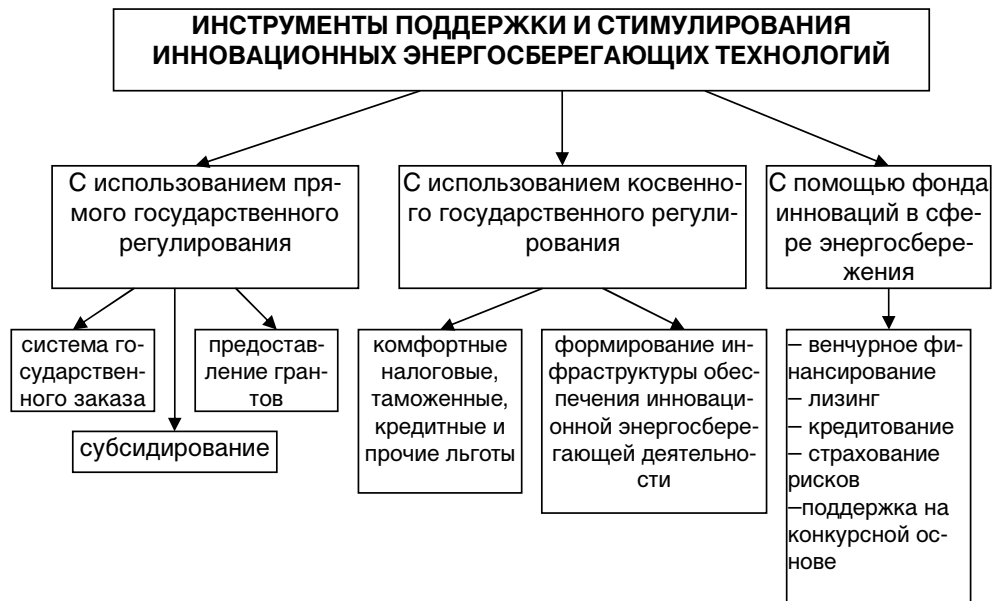 ИНСТРУМЕНТЫ ПОДДЕРЖКИ И СТИМУЛИРОВАНИЯ
ИННОВАЦИОННЫХ ЭНЕРГОСБЕРЕГАЮЩИХ ТЕХНОЛОГИЙ
С использованием пря-
мого государственного
регулирования
С использованием косвенно-
го государственного регули-
рования
С помощью фонда
инноваций в сфе-
ре энергосбере-
жения
система го-
сударствен-
ного заказа
предостав-
ление гран-
тов
субсидирование
комфортные
налоговые,
таможенные,
кредитные и
прочие льготы
формирование ин-
фраструктуры обес-
печения инноваци-
онной энергосбере-
гающей деятельно-
сти
– венчурное фи-
нансирование
– лизинг
– кредитование
– страхование
рисков
–поддержка на
конкурсной ос-
нове